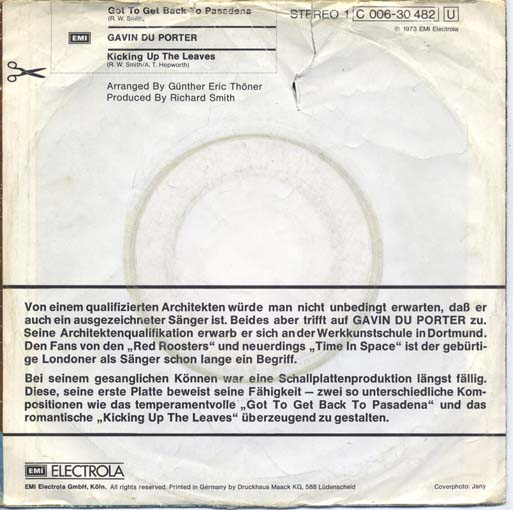 Got To Get Back To Pasadena
(R. W. Smith)
STEREO 1 C 006-30 482 U
℗ 1973 EMI Electrola
EMI GAVIN DU PORTER
Kicking Up The Leaves
(R. W. Smith/A. T. Hepworth)
Arranged By Günther Eric Thöner
Produced By Richard Smith
Von einem qualifizierten Architekten würde man nicht unbedingt erwarten, daß er
auch ein ausgezeichneter Sänger ist. Beides aber trifft auf GAVIN DU PORTER zu.
Seine Architektenqualifikation erwarb er sich an der Werkkunstschule in Dortmund.
Den Fans von den „Red Roosters“ und neuerdings „Time In Space“ ist der gebürti-
ge Londoner als Sänger schon lange ein Begriff.
Bei seinem gesanglichen Können war eine Schallplattenproduktion längst fällig.
Diese, seine erste Platte beweist seine Fähigkeit – zwei so unterschiedliche Kom-
positionen wie das temperamentvolle „Got To Get Back To Pasadena“ und das
romantische „Kicking Up The Leaves“ überzeugend zu gestalten.
EMI ELECTROLA
EMI Electrola GmbH, Köln. All rights reserved. Printed in Germany by Druckhaus Maack KG, 588 Lüdenscheid
Coverphoto: Jany